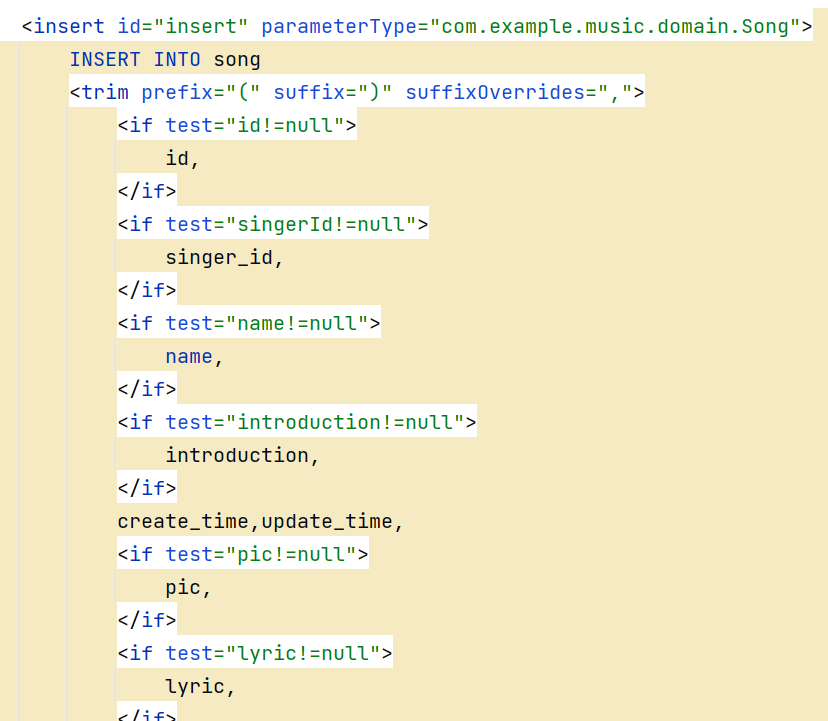 <insert id="insert" parameterType="com.example.music.domain.Song">
INSERT INTO song
<trim prefix="(" suffix=")" suffixOverrides=",">
<if test="id!=null">
id,
</if>
<if test="singerId!=null">
singer_id,
</if>
<if test="name!=null">
name,
</if>
<if test="introduction!=null">
introduction,
</if>
create_time,update_time,
<if test="pic!=null">
pic,
</if>
<if test="lyric!=null">
lyric,
</if>